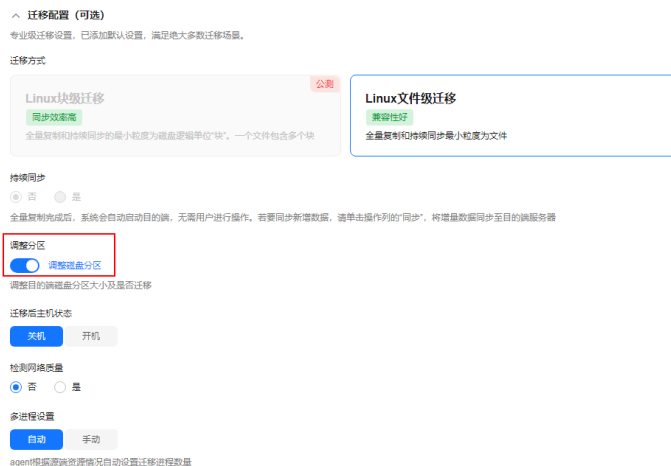 迁移配置（可选）
专业级迁移设置，已添加默认设置，满足绝大多数迁移场景。
迁移方式
公测
Linux块级迁移
同步效率高
全量复制和持续同步的最小粒度为磁盘逻辑单位“块”。一个文件包含多个块
Linux文件级迁移
兼容性好
全量复制和持续同步最小粒度为文件
持续同步
否 是
全量复制完成后，系统会自动启动目的端，无需用户进行操作。若要同步新增数据，请单击操作列的“同步”，将增量数据同步至目的端服务器
调整分区
调整磁盘分区
调整目的端磁盘分区大小及是否迁移
迁移后主机状态
关机 开机
检测网络质量
否 是
多进程设置
自动 手动
agent根据源端资源情况自动设置迁移进程数量